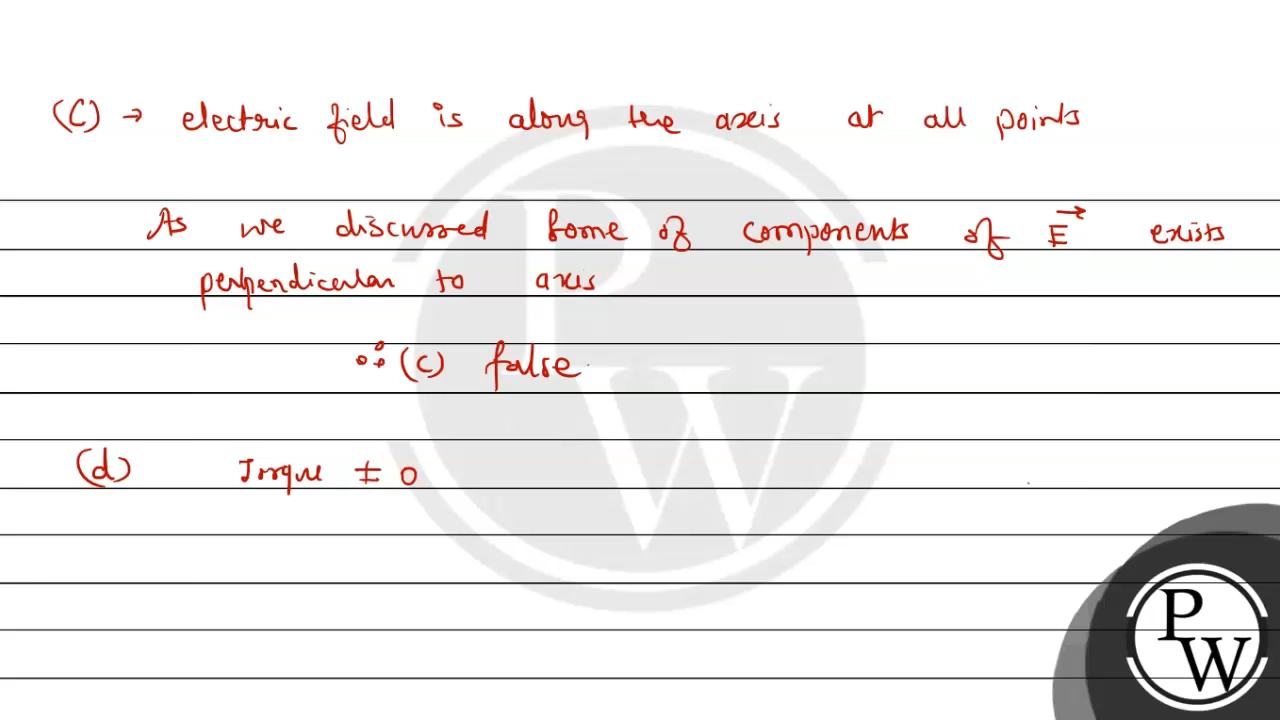 (C) → electric field is along the axis at all points
As we discussed some of components of E⃗ exists
perpendicular to axis
∴ (C) false
(d) Torque ≠ 0
P
W
P
W